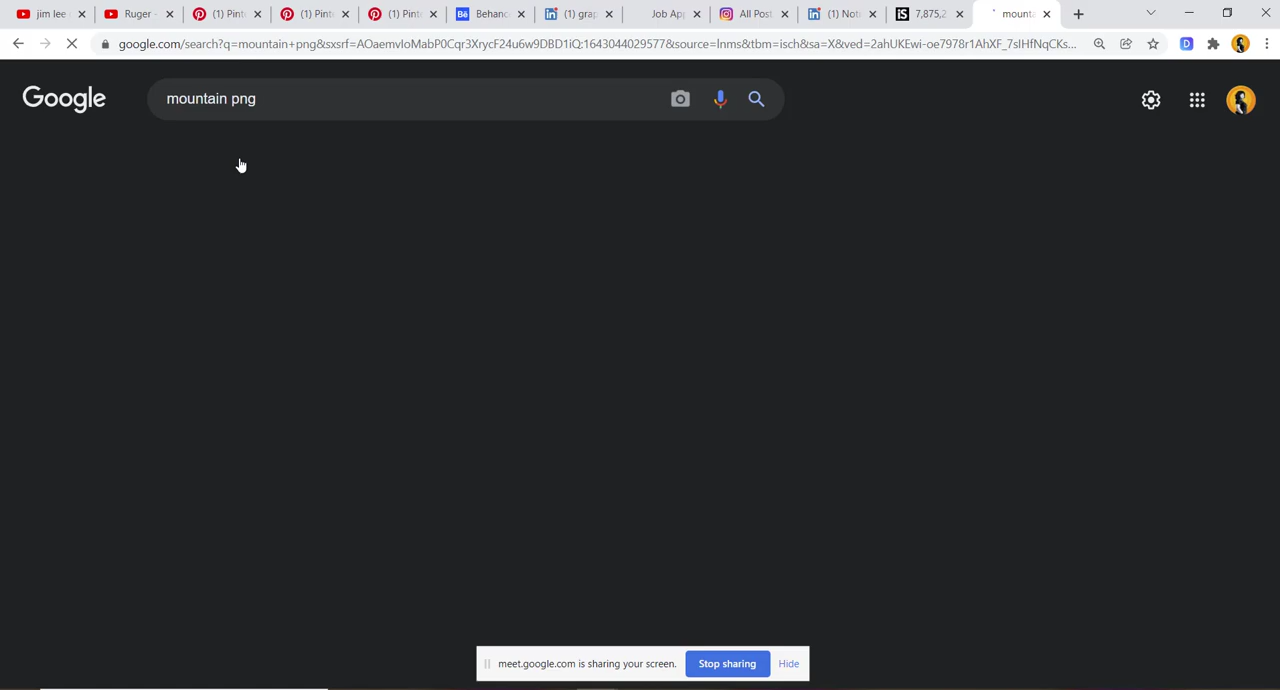 jim lee
Ruger -
(1) Pint
(1) Pint
(1) Pint
Behanc
(1) grap
Job Ap
All Post
(1) Not
7,875,2
mounta
google.com/search?q=mountain+png&sxsrf=AOaemvIoMabP0Cqr3XrpcF24u6waDBD1iQ:1643044029577&source=lnms&tbm=isch&sa=X&ved=2ahUKEwi-oe7978r1AhXF_7sIHfNqCKs...
Google
mountain png
meet.google.com is sharing your screen.
Stop sharing
Hide